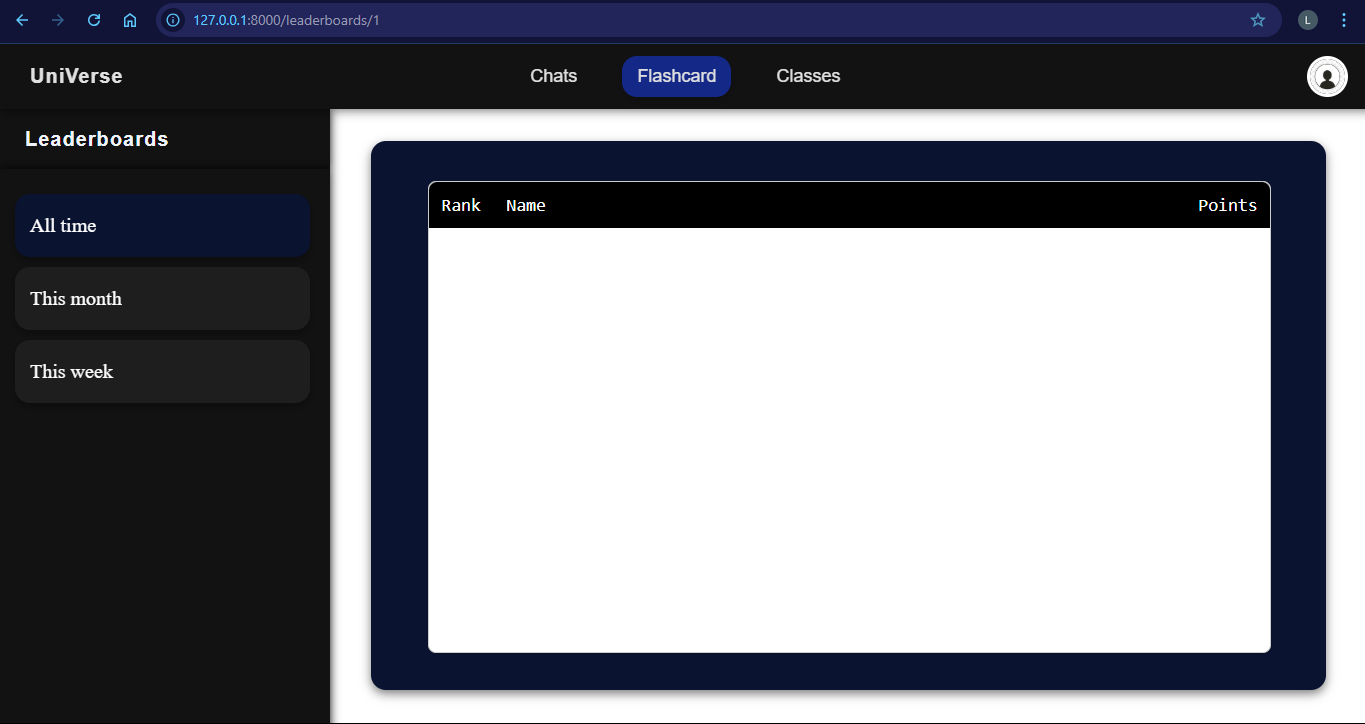 127.0.0.1:8000/leaderboards/1
L
UniVerse
Chats Flashcard Classes
Leaderboards
All time
This month
This week
Rank Name Points